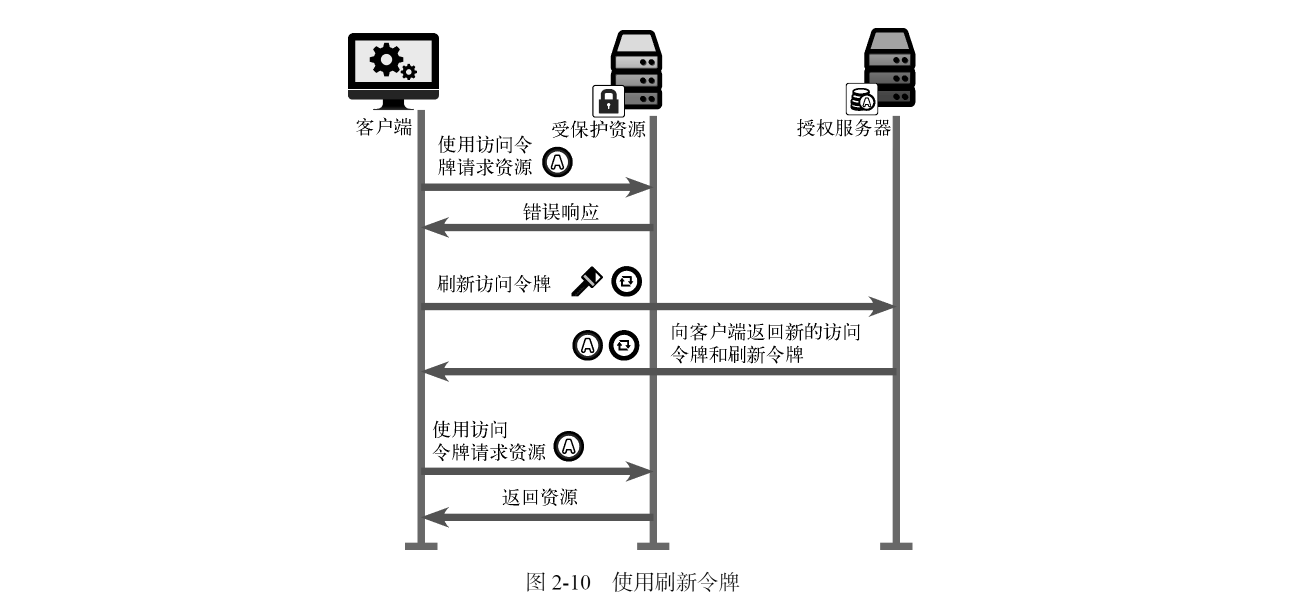 客户端
受保护资源
授权服务器
使用访问令
牌请求资源
A
错误响应
刷新访问令牌
向客户端返回新的访问
令牌和刷新令牌
A
使用访问
令牌请求资源
A
返回资源
图 2-10 使用刷新令牌